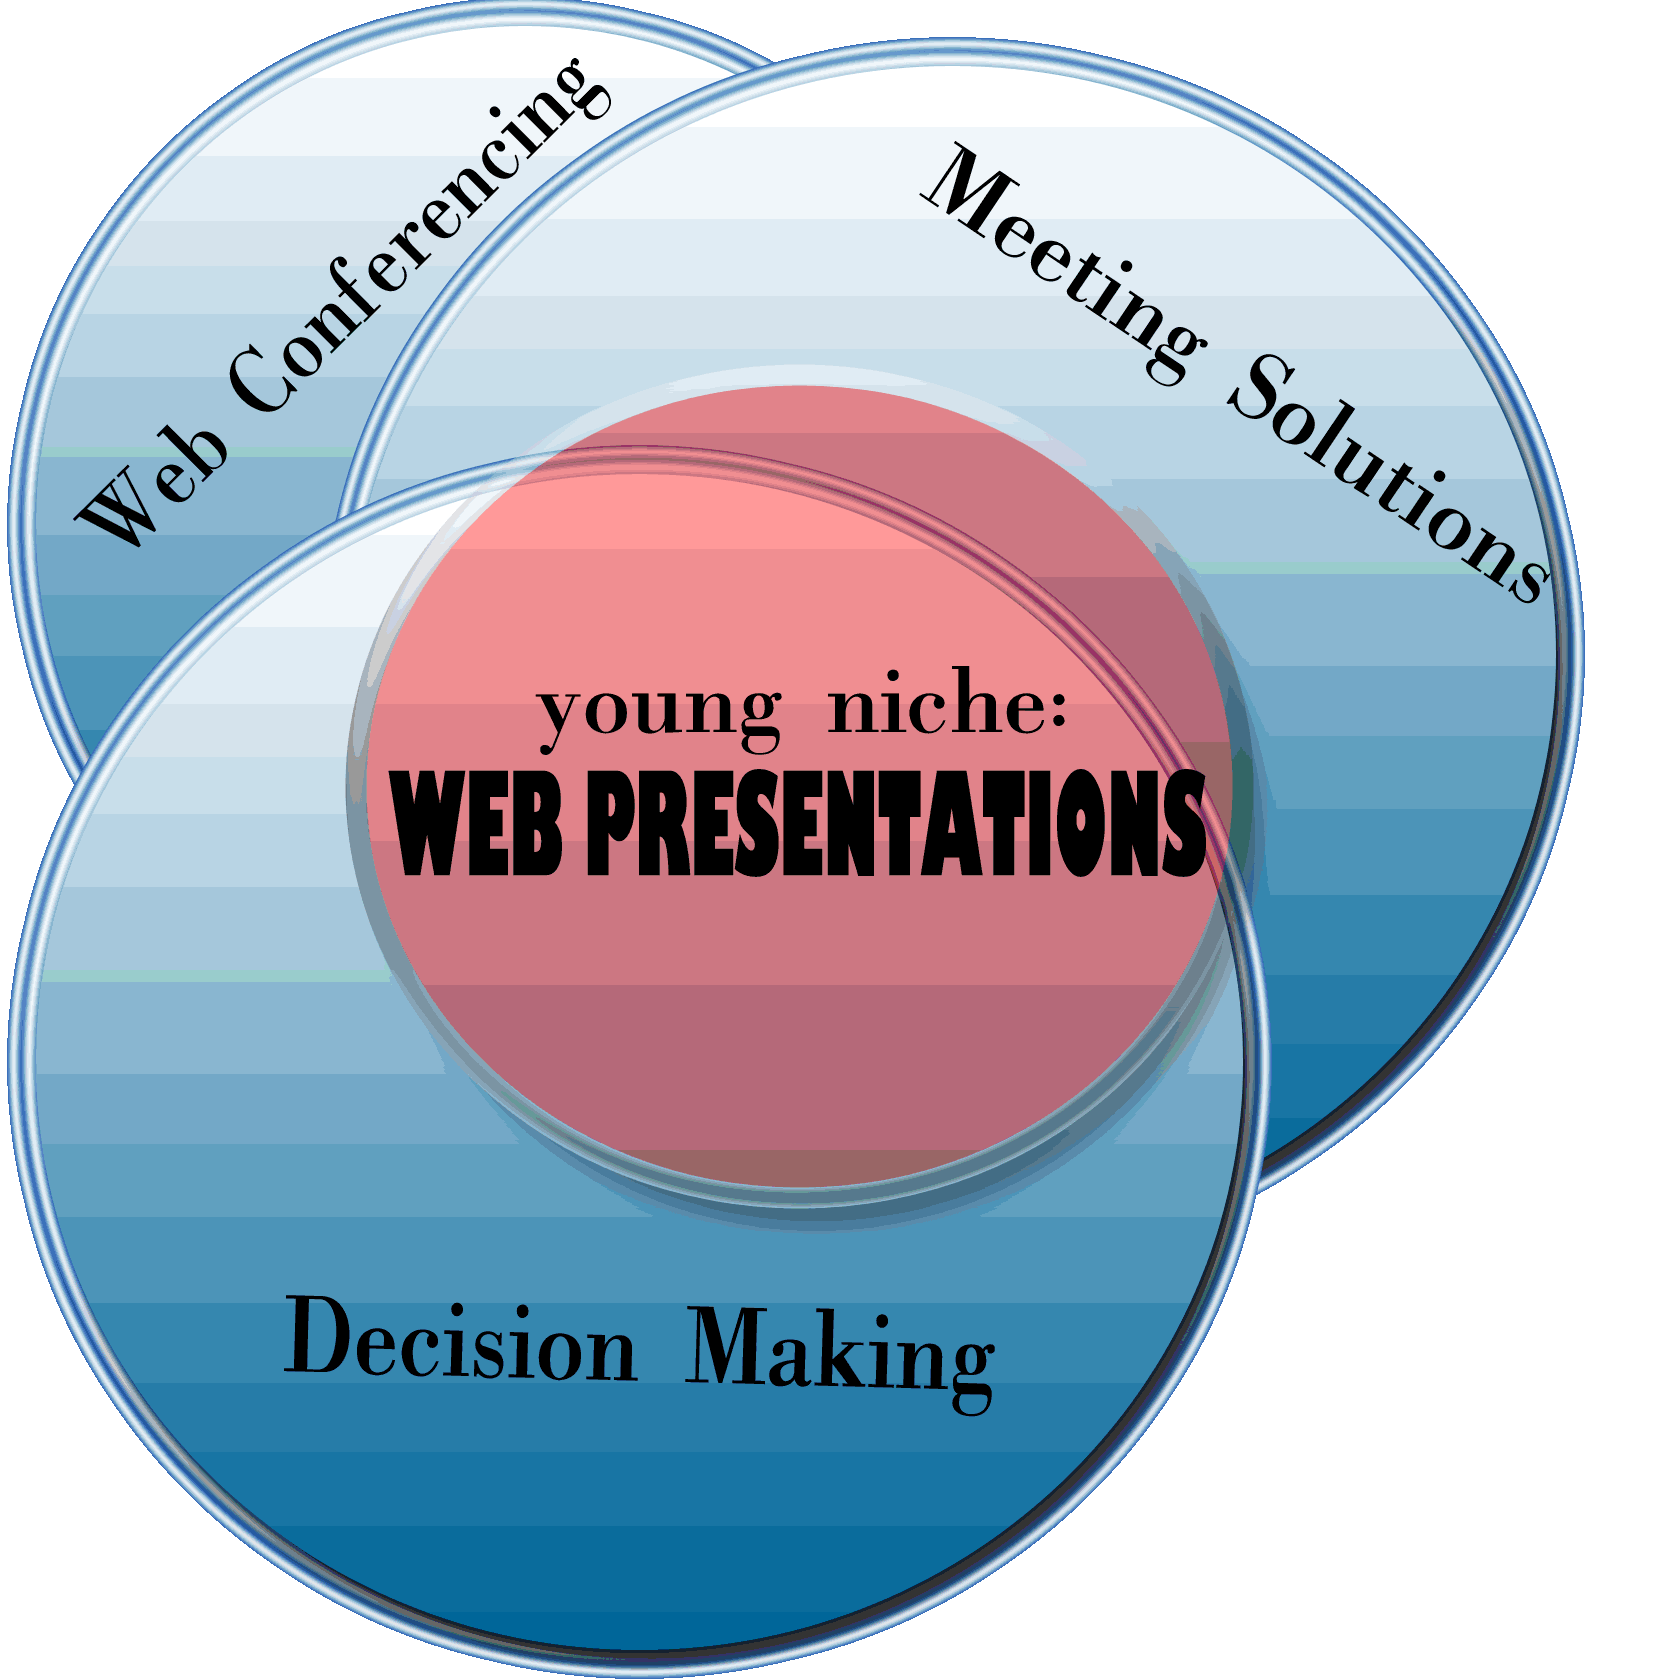 Web Conferencing
Meeting Solutions
young niche:
WEB PRESENTATIONS
Decision Making